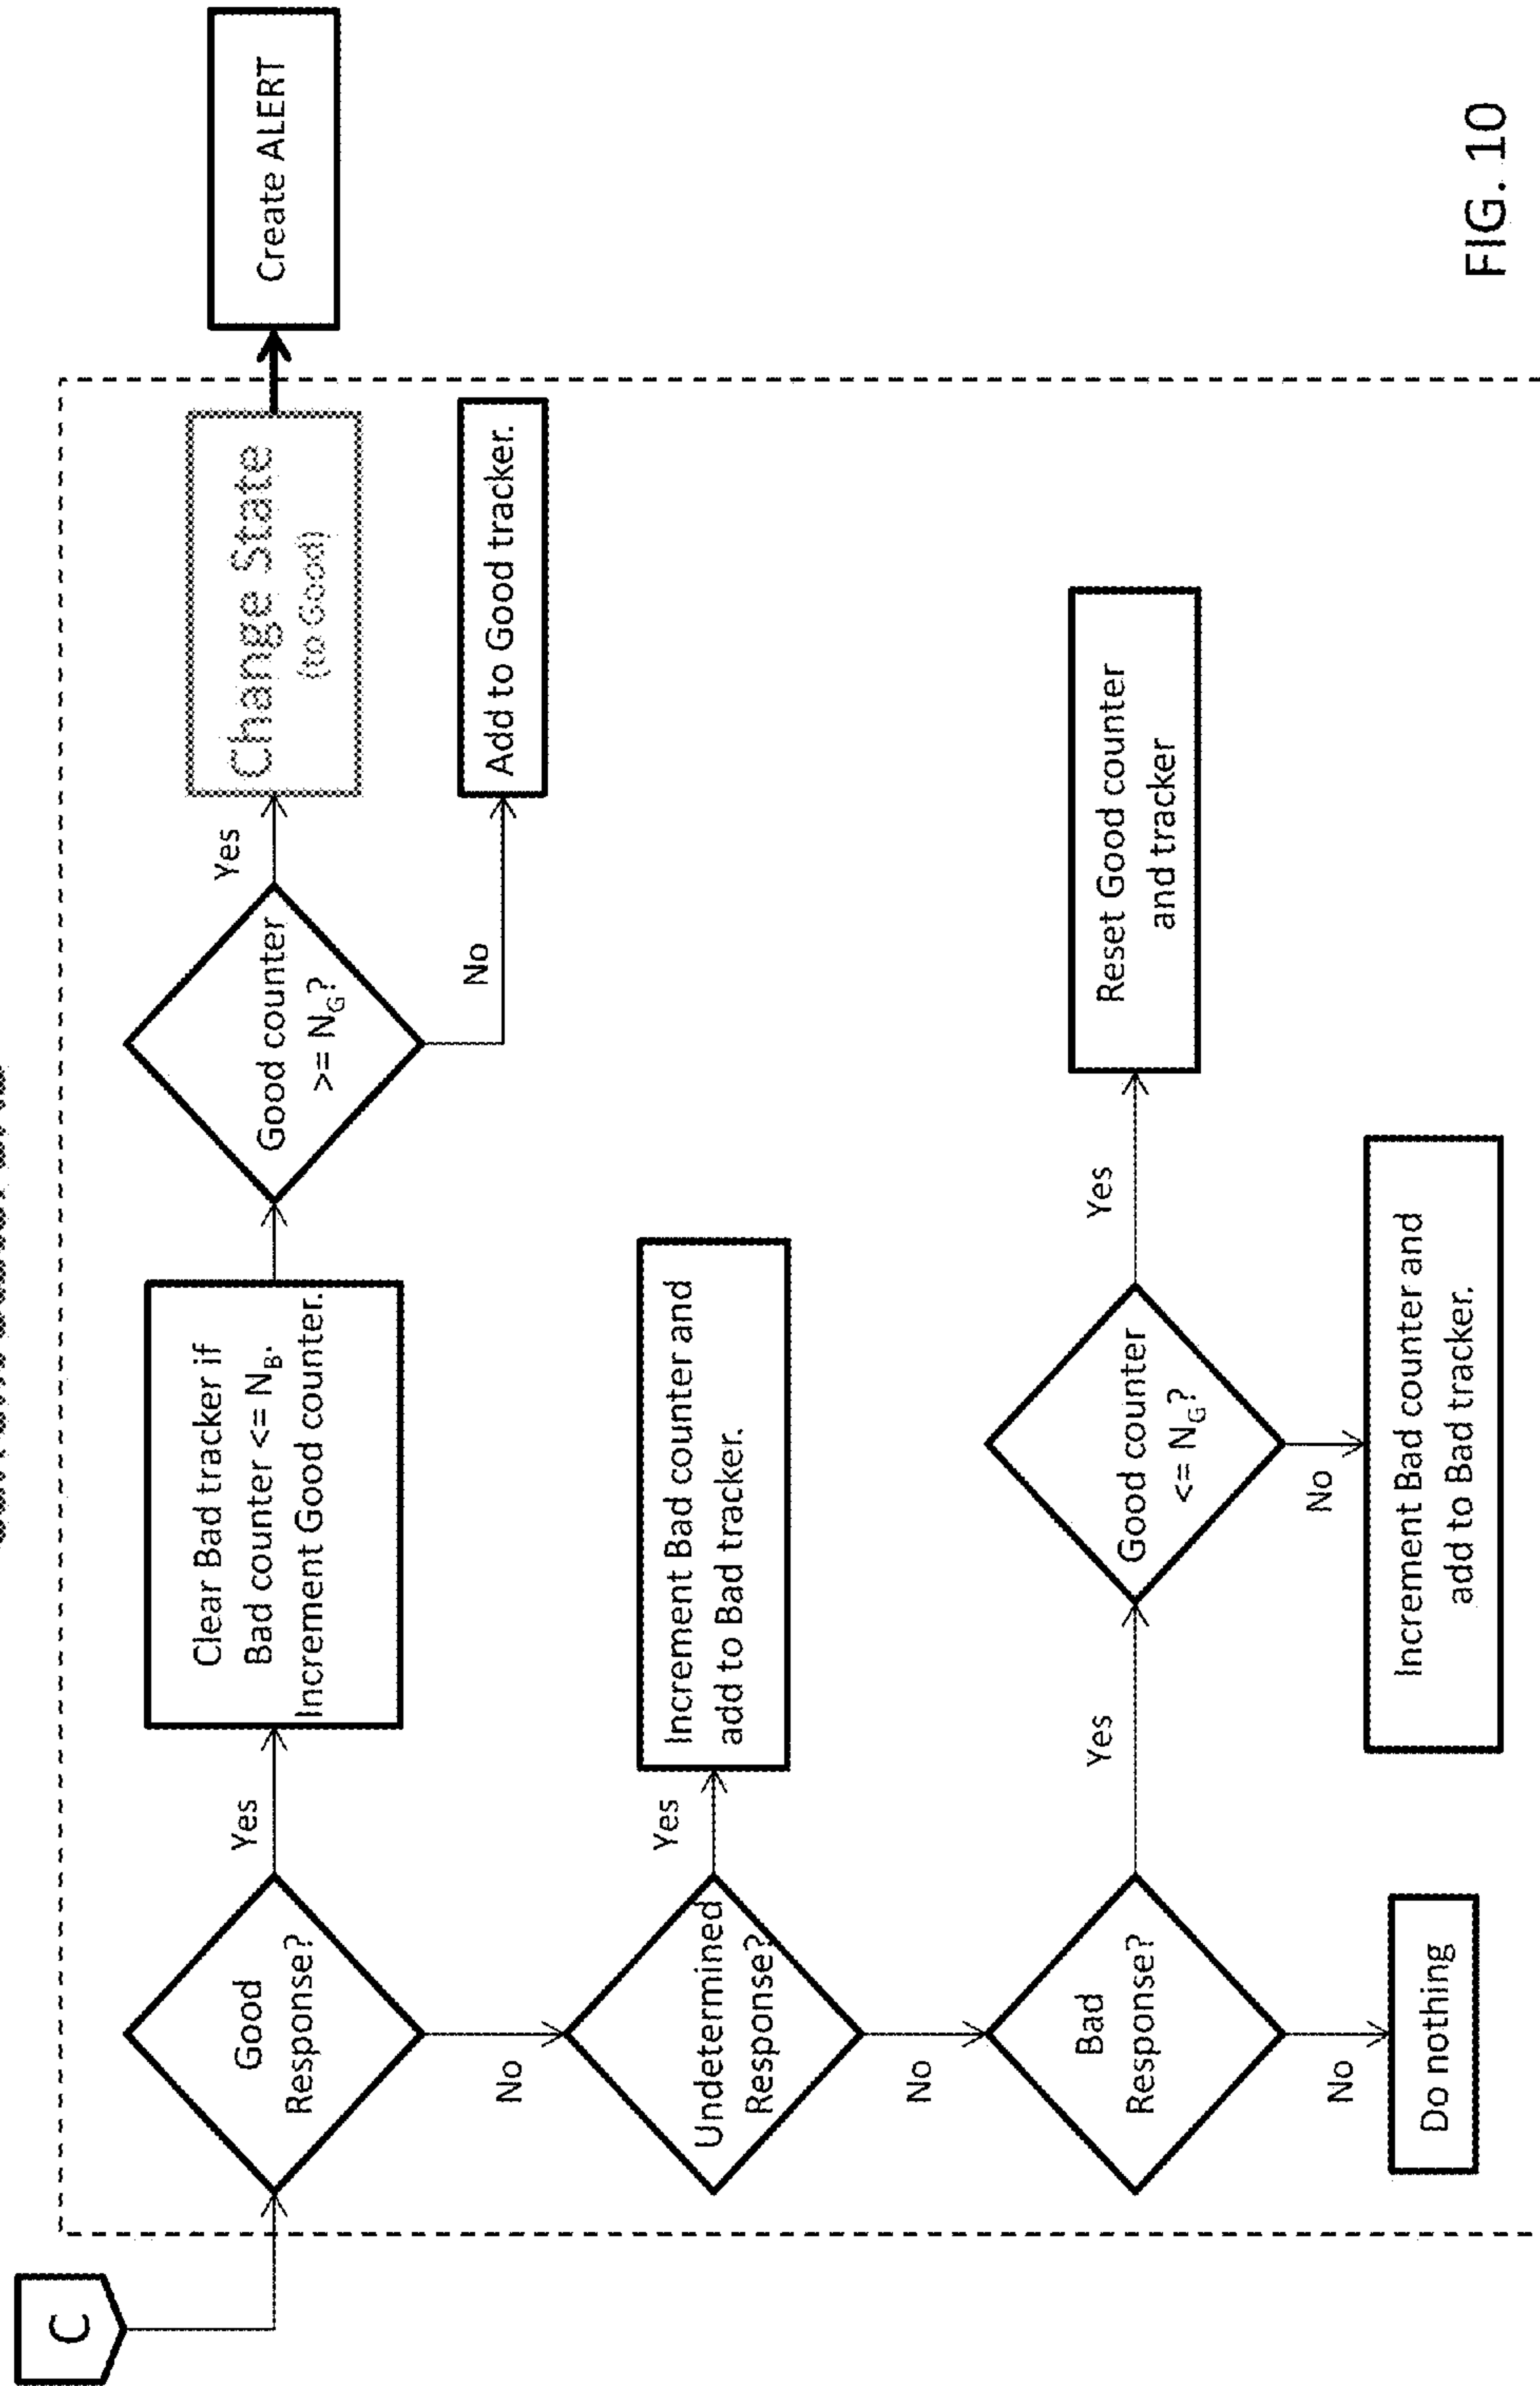 C
Good
Response?
Yes
Clear Bad tracker if
Bad counter <= N_B.
Increment Good counter.
Good counter
>= N_G?
Yes
Change State
(to Good)
Create ALERT
No
Add to Good tracker.
No
Undetermined
Response?
Yes
Increment Bad counter and
add to Bad tracker.
No
Bad
Response?
Yes
Good counter
<= N_G?
Yes
Reset Good counter
and tracker
No
Increment Bad counter and
add to Bad tracker.
No
Do nothing
FIG. 10